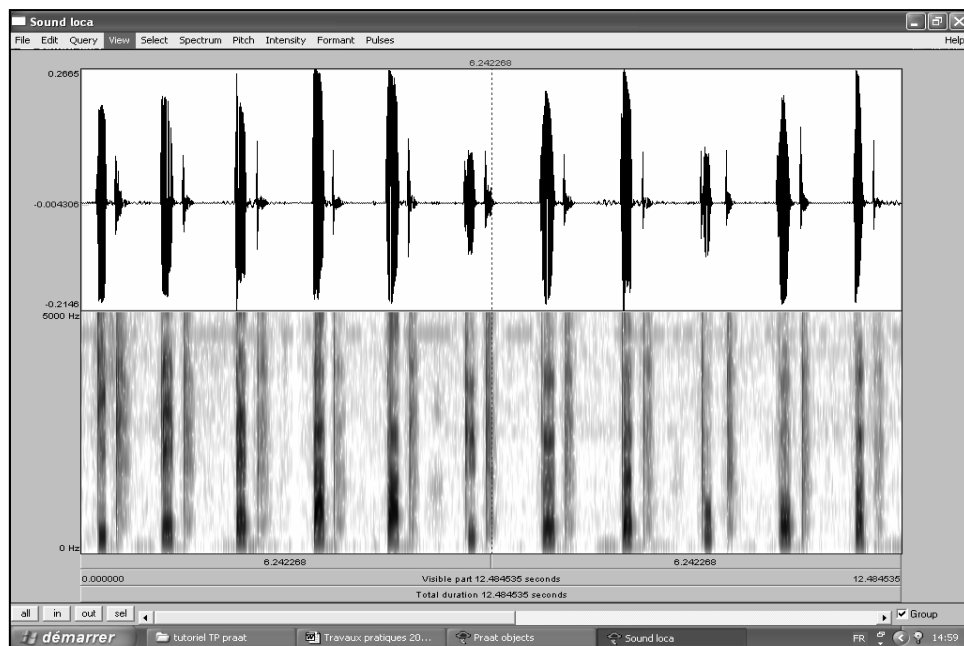 Sound loca
File Edit Query View Select Spectrum Pitch Intensity Formant Pulses Help
6.242268
0.2665
-0.004306
-0.2146
5000 Hz
0 Hz
6.242268 6.242268
0.000000 Visible part 12.484535 seconds 12.484535
Total duration 12.484535 seconds
all in out sel Group
démarrer tutoriel TP praat Travaux pratiques 20... Praat objects Sound loca FR 14:59